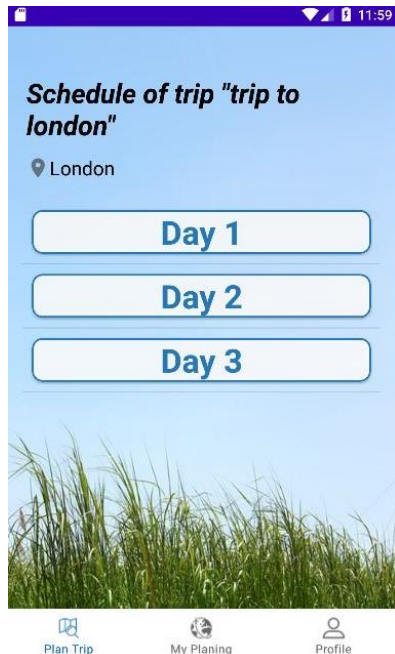 11:59
Schedule of trip "trip to
london"
London
Day 1
Day 2
Day 3
Plan Trip
My Planing
Profile